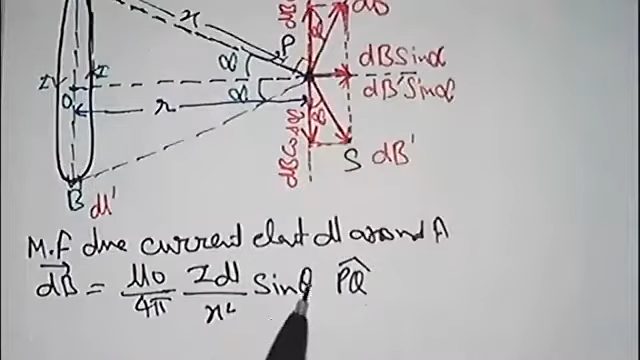 x
P
α
α
I
I
O
x
B
dl'
dB
dB Sinα
dB' Sinα
dB Cosα
S dB'
M.F due current elet dl around A
dB = μ0 / 4π Idl / x² Sinθ PQ